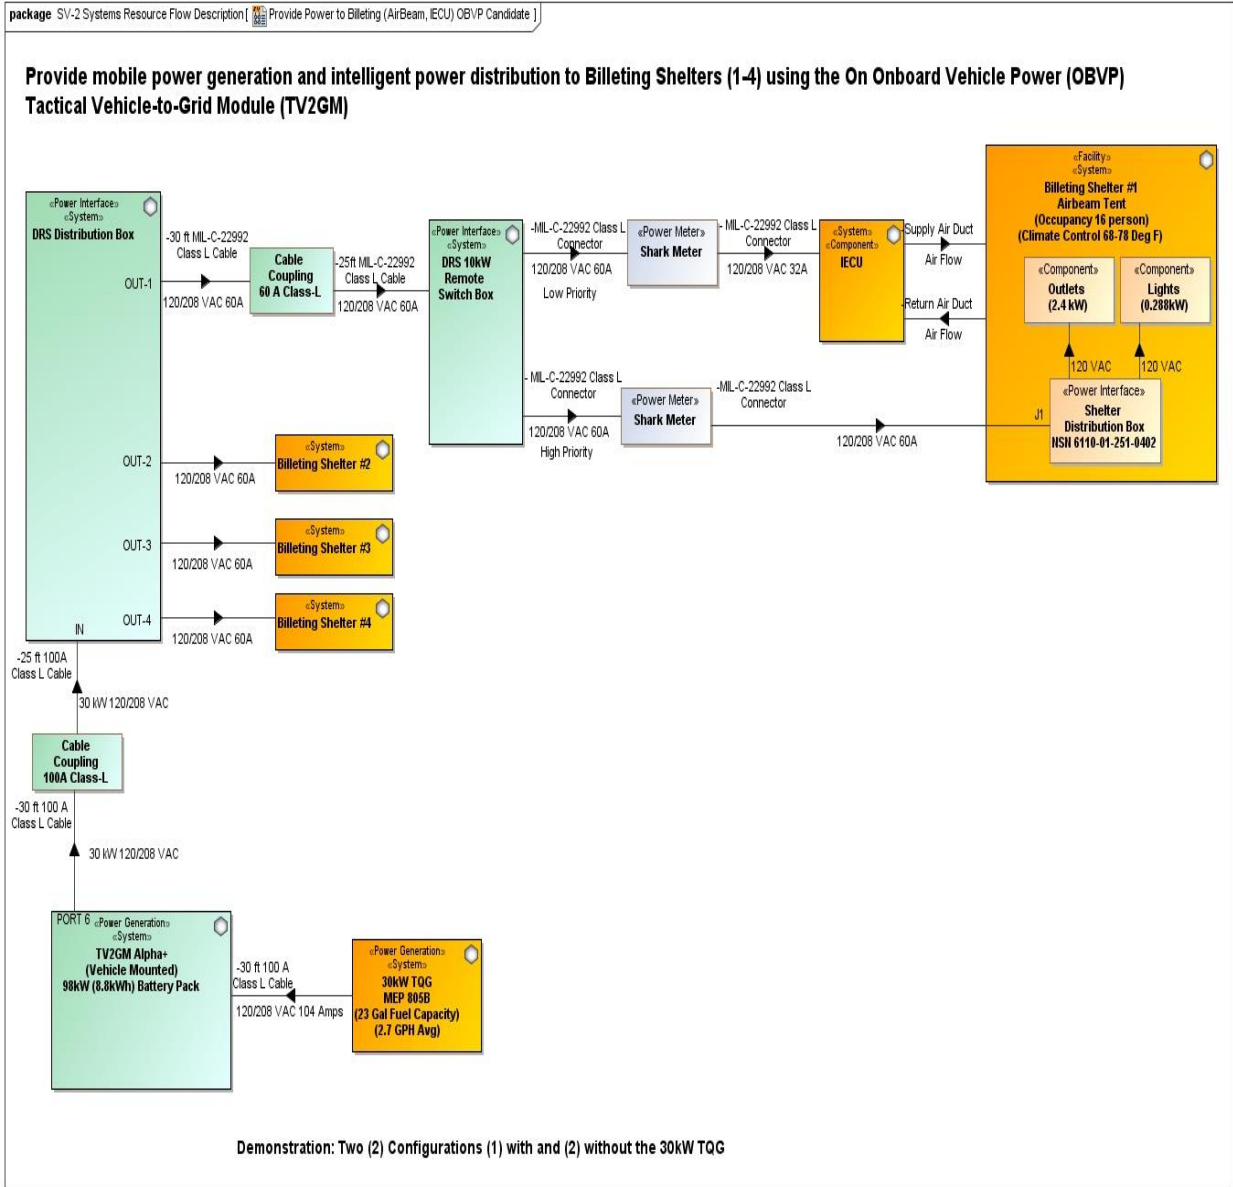 package SV-2 Systems Resource Flow Description [ Provide Power to Billeting (AirBeam, IECU) OBVP Candidate ]
Provide mobile power generation and intelligent power distribution to Billeting Shelters (1-4) using the On Onboard Vehicle Power (OBVP)
Tactical Vehicle-to-Grid Module (TV2GM)
«Power Interface»
«System»
DRS Distribution Box
OUT-1
OUT-2
OUT-3
OUT-4
IN
-30 ft MIL-C-22992
Class L Cable
120/208 VAC 60A
Cable
Coupling
60 A Class-L
-25ft MIL-C-22992
Class L Cable
120/208 VAC 60A
«Power Interface»
«System»
DRS 10kW
Remote
Switch Box
-MIL-C-22992 Class L
Connector
120/208 VAC 60A
Low Priority
«Power Meter»
Shark Meter
- MIL-C-22992 Class L
Connector
120/208 VAC 32A
«System»
«Component»
IECU
Supply Air Duct
Air Flow
-Return Air Duct
Air Flow
«Facility»
«System»
Billeting Shelter #1
Airbeam Tent
(Occupancy 16 person)
(Climate Control 68-78 Deg F)
«Component»
Outlets
(2.4 kW)
«Component»
Lights
(0.288kW)
120 VAC
120 VAC
«Power Interface»
Shelter
Distribution Box
NSN 6110-01-251-0402
J1
- MIL-C-22992 Class L
Connector
120/208 VAC 60A
High Priority
«Power Meter»
Shark Meter
-MIL-C-22992 Class L
Connector
120/208 VAC 60A
120/208 VAC 60A
«System»
Billeting Shelter #2
120/208 VAC 60A
«System»
Billeting Shelter #3
120/208 VAC 60A
«System»
Billeting Shelter #4
-25 ft 100A
Class L Cable
30 kW 120/208 VAC
Cable
Coupling
100A Class-L
-30 ft 100 A
Class L Cable
30 kW 120/208 VAC
PORT 6
«Power Generation»
«System»
TV2GM Alpha+
(Vehicle Mounted)
98kW (8.8kWh) Battery Pack
-30 ft 100 A
Class L Cable
120/208 VAC 104 Amps
«Power Generation»
«System»
30kW TQG
MEP 805B
(23 Gal Fuel Capacity)
(2.7 GPH Avg)
Demonstration: Two (2) Configurations (1) with and (2) without the 30kW TQG